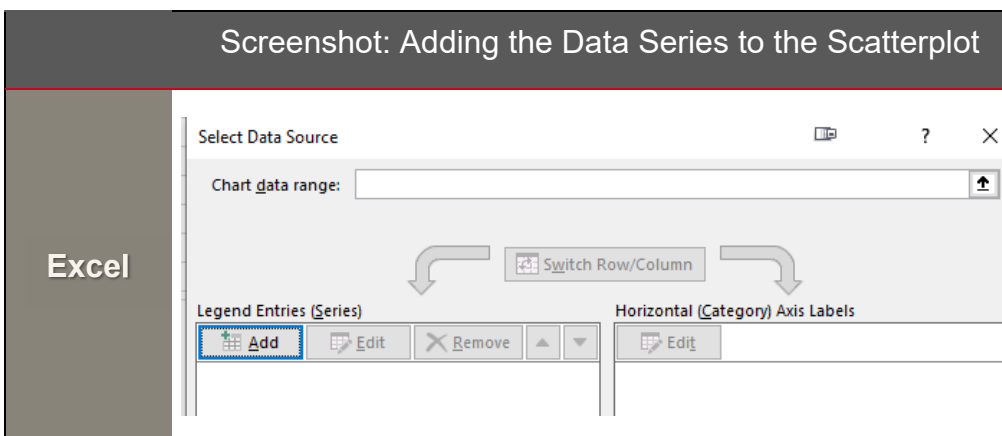 Screenshot: Adding the Data Series to the Scatterplot
Excel
Select Data Source
?
Chart data range:
Switch Row/Column
Legend Entries (Series)
Horizontal (Category) Axis Labels
Add Edit Remove
Edit